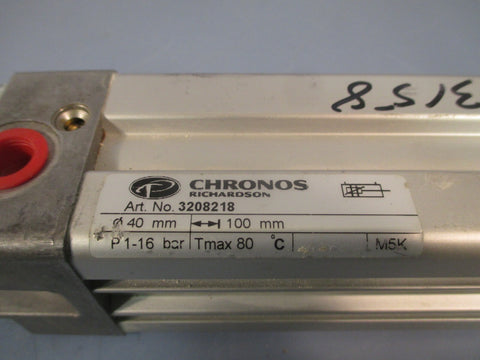 3158
CHRONOS
RICHARDSON
Art. No. 3208218
ø 40 mm |↔| 100 mm
P 1-16 bar Tmax 80 °C M5K